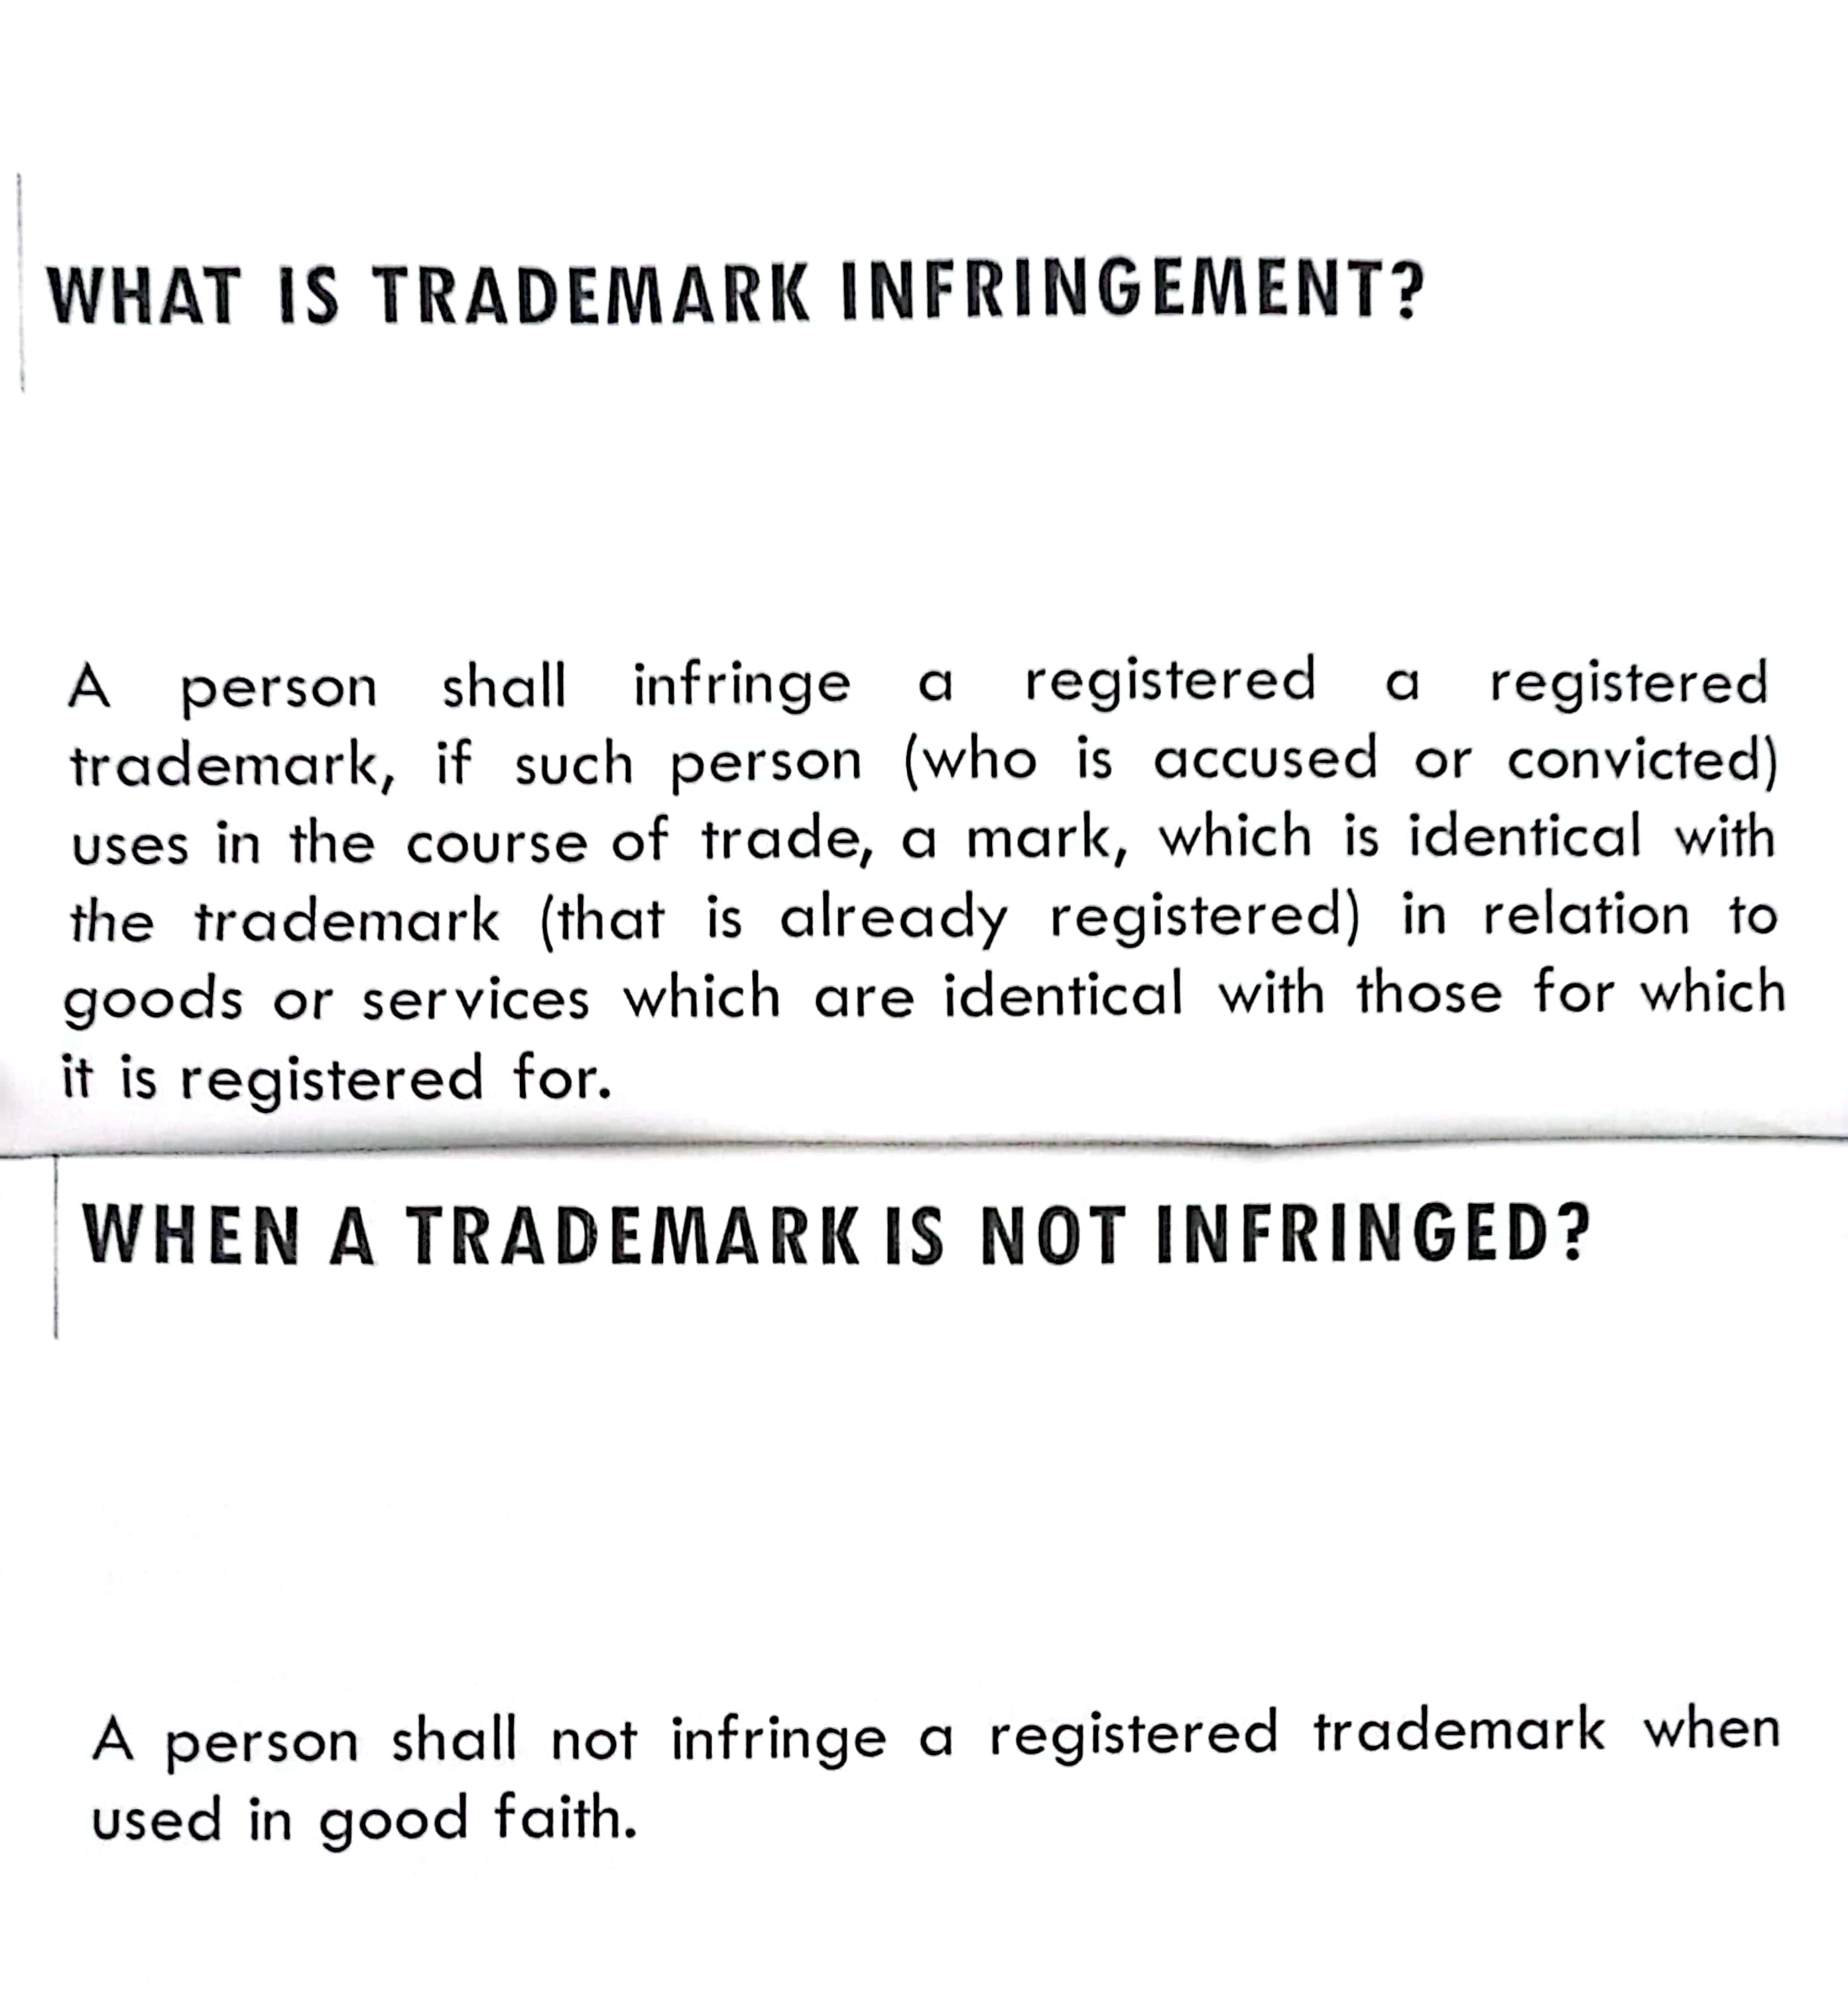 WHAT IS TRADEMARK INFRINGEMENT?
A person shall infringe a registered a registered
trademark, if such person (who is accused or convicted)
uses in the course of trade, a mark, which is identical with
the trademark (that is already registered) in relation to
goods or services which are identical with those for which
it is registered for.
WHEN A TRADEMARK IS NOT INFRINGED?
A person shall not infringe a registered trademark when
used in good faith.